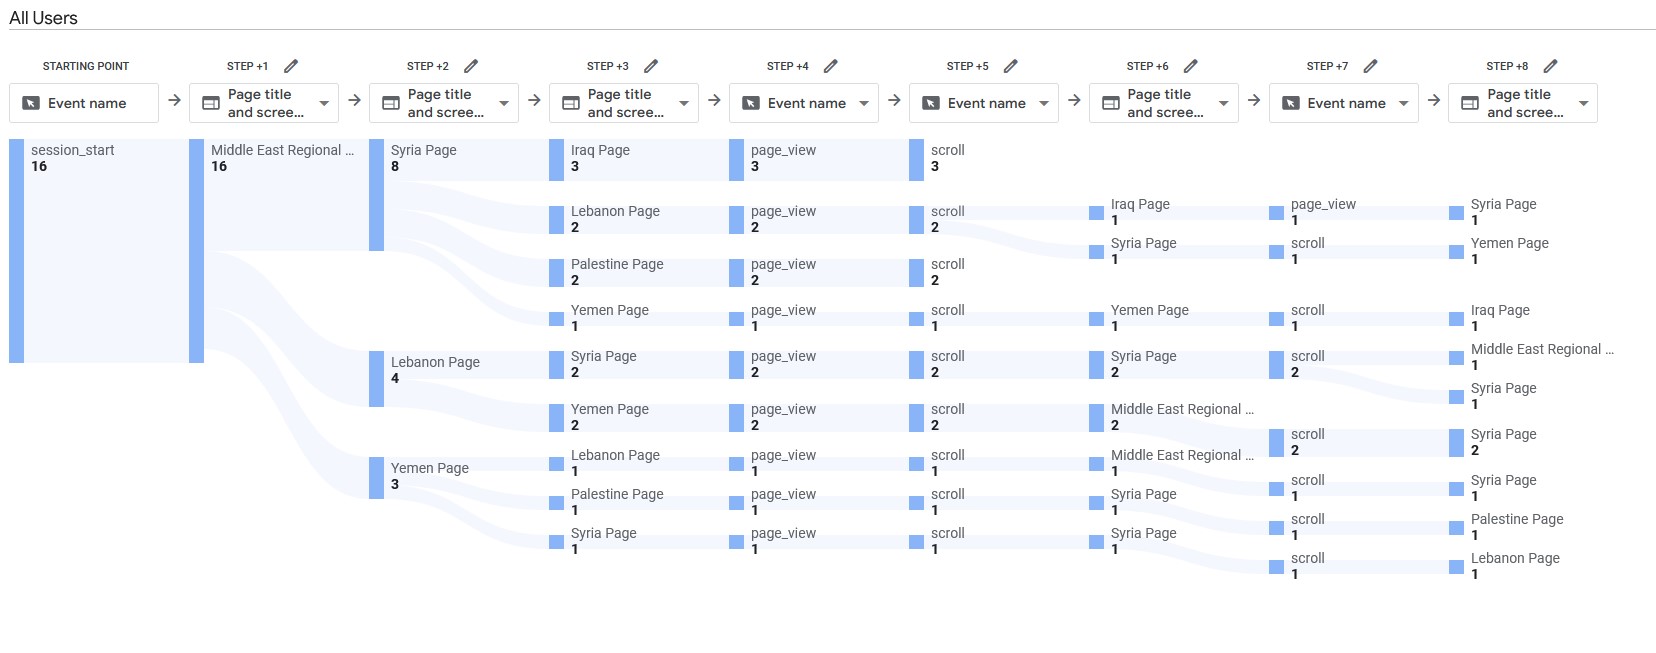 All Users
STARTING POINT
STEP +1
STEP +2
STEP +3
STEP +4
STEP +5
STEP +6
STEP +7
STEP +8
Event name
Page title
and scree...
Page title
and scree...
Page title
and scree...
Event name
Event name
Page title
and scree...
Event name
Page title
and scree...
session_start
16
Middle East Regional ...
16
Syria Page
8
Lebanon Page
4
Yemen Page
3
Iraq Page
3
Lebanon Page
2
Palestine Page
2
Yemen Page
1
Syria Page
2
Yemen Page
2
Lebanon Page
1
Palestine Page
1
Syria Page
1
page_view
3
page_view
2
page_view
2
page_view
1
page_view
2
page_view
2
page_view
1
page_view
1
page_view
1
scroll
3
scroll
2
scroll
2
scroll
1
scroll
2
scroll
2
scroll
1
scroll
1
scroll
1
Iraq Page
1
Syria Page
1
Yemen Page
1
Syria Page
2
Middle East Regional ...
2
Middle East Regional ...
1
Syria Page
1
Syria Page
1
page_view
1
scroll
1
scroll
1
scroll
2
scroll
2
scroll
1
scroll
1
scroll
1
Syria Page
1
Yemen Page
1
Iraq Page
1
Middle East Regional ...
1
Syria Page
1
Syria Page
2
Syria Page
1
Palestine Page
1
Lebanon Page
1